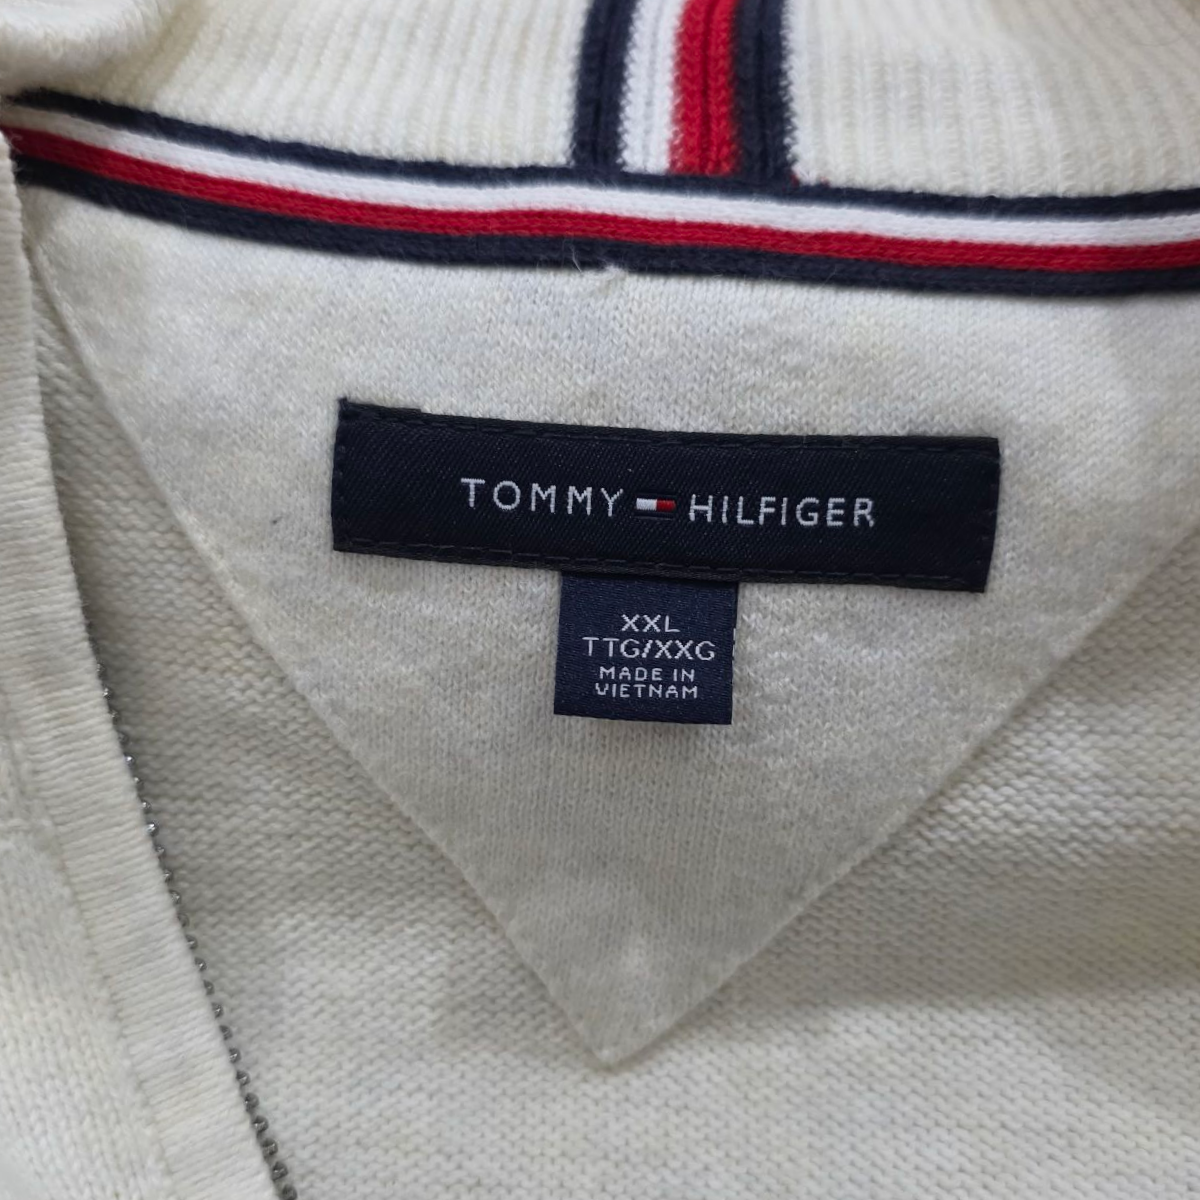 TOMMY HILFIGER
XXL
TTG/XXG
MADE IN
VIETNAM